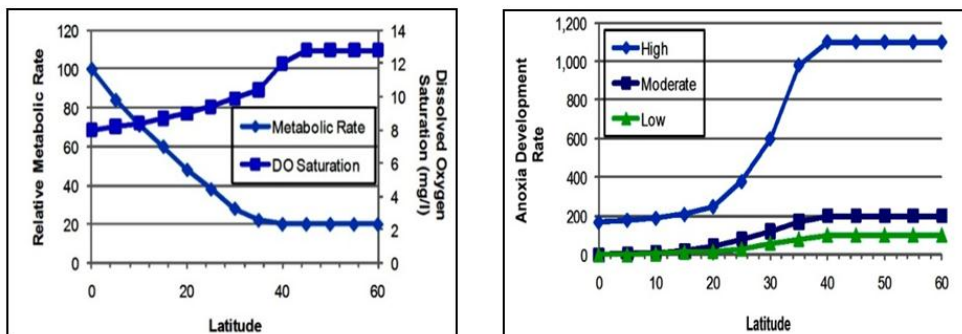 120
100
80
60
40
20
0
Relative Metabolic Rate
14
12
10
8
6
4
2
0
Dissolved Oxygen
Saturation (mg/l)
Metabolic Rate
DO Saturation
0 20 40 60
Latitude
1,200
1,000
800
600
400
200
0
Anoxia Development
Rate
High
Moderate
Low
0 10 20 30 40 50 60
Latitude